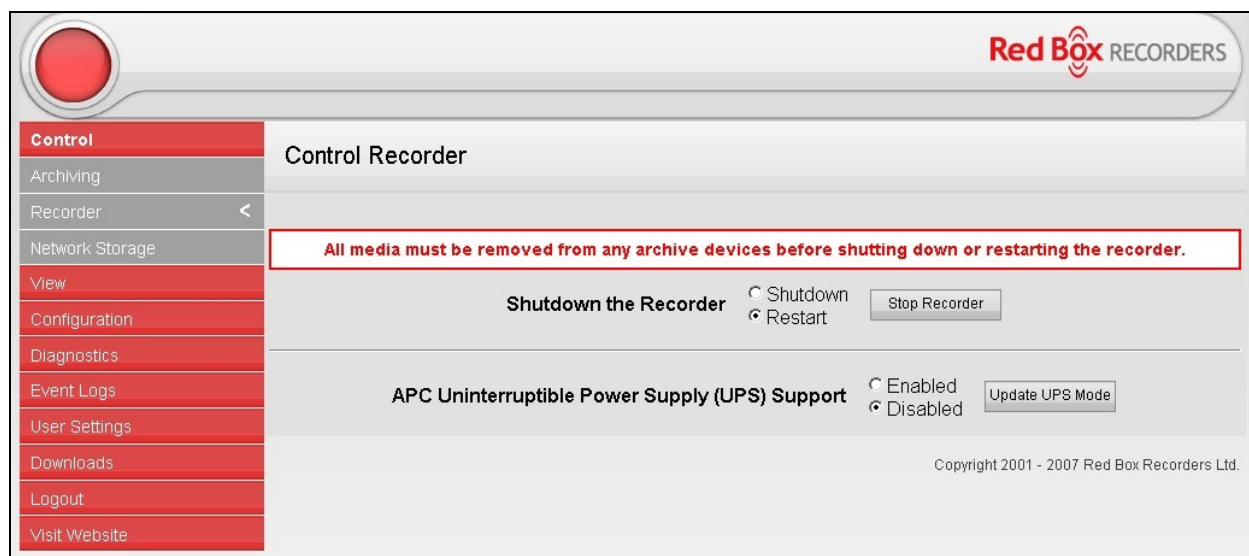 Red Box RECORDERS
Control
Archiving
Recorder <
Network Storage
View
Configuration
Diagnostics
Event Logs
User Settings
Downloads
Logout
Visit Website
Control Recorder
All media must be removed from any archive devices before shutting down or restarting the recorder.
Shutdown the Recorder
Shutdown
Restart
Stop Recorder
APC Uninterruptible Power Supply (UPS) Support
Enabled
Disabled
Update UPS Mode
Copyright 2001 - 2007 Red Box Recorders Ltd.